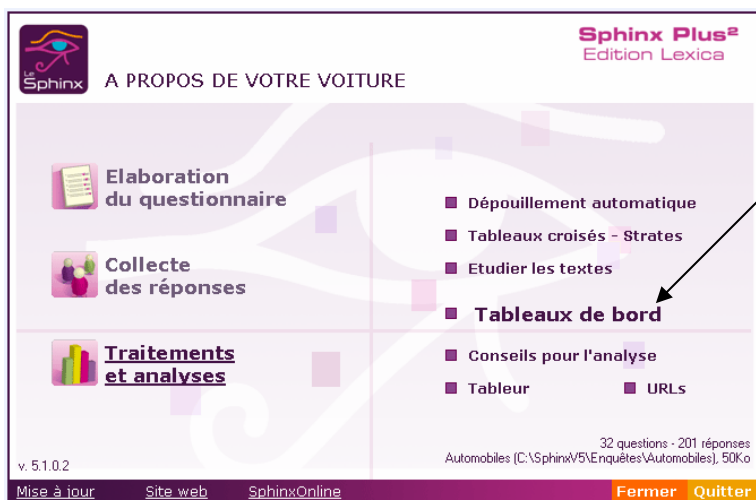 Sphinx Plus²
Edition Lexica
Le
Sphinx
A PROPOS DE VOTRE VOITURE
Elaboration
du questionnaire
Collecte
des réponses
Traitements
et analyses
Dépouillement automatique
Tableaux croisés - Strates
Etudier les textes
Tableaux de bord
Conseils pour l'analyse
Tableur URLs
32 questions - 201 réponses
v. 5.1.0.2 Automobiles (C:\SphinxV5\Enquêtes\Automobiles), 50Ko
Mise à jour Site web SphinxOnline Fermer Quitter